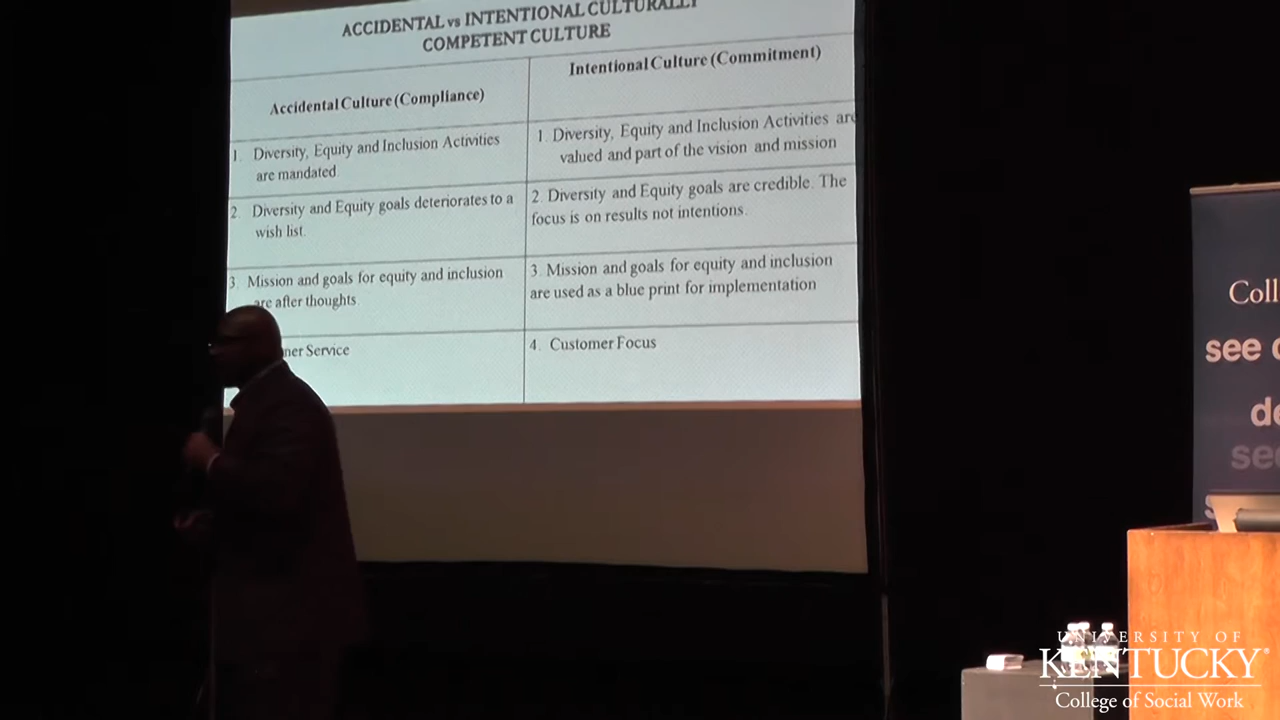 ACCIDENTAL vs INTENTIONAL CULTURALLY
COMPETENT CULTURE
Accidental Culture (Compliance)
Intentional Culture (Commitment)
1. Diversity, Equity and Inclusion Activities
are mandated
1. Diversity, Equity and Inclusion Activities are
valued and part of the vision and mission
2. Diversity and Equity goals deteriorates to a
wish list.
2. Diversity and Equity goals are credible. The
focus is on results not intentions.
3. Mission and goals for equity and inclusion
are after thoughts.
3. Mission and goals for equity and inclusion
are used as a blue print for implementation
ner Service
4. Customer Focus
Coll
see
de
see
s
UNIVERSITY OF
KENTUCKY®
College of Social Work